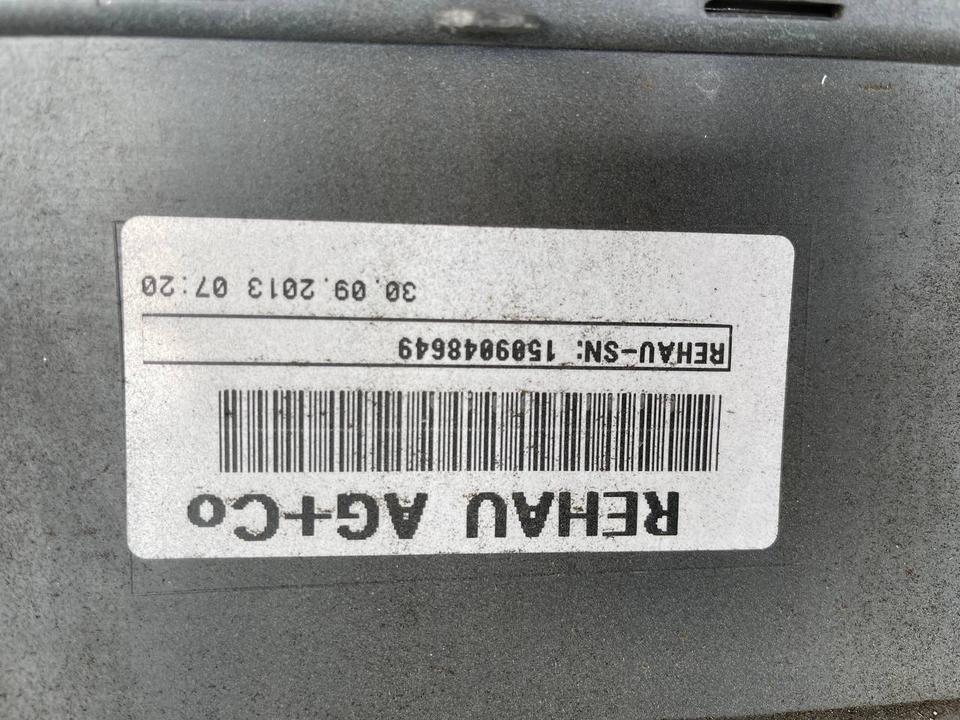 REHAU AG+Co
REHAU-SN: 1509048649
30.09.2013 07:20